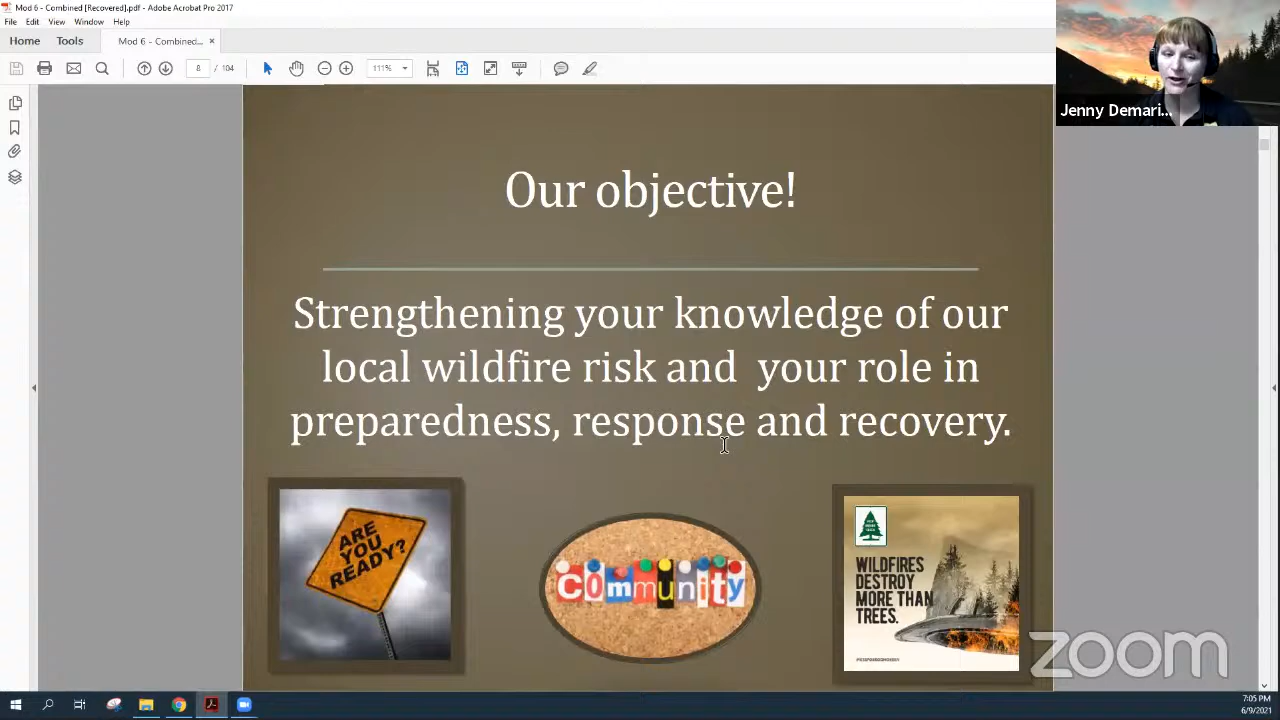 Mod 6 - Combined [Recovered].pdf - Adobe Acrobat Pro 2017
File Edit View Window Help
Home Tools Mod 6 - Combined... ×
8 / 104 111%
Jenny Demari...
Our objective!
Strengthening your knowledge of our
local wildfire risk and your role in
preparedness, response and recovery.
ARE
YOU
READY?
Community
WILDFIRES
DESTROY
MORE THAN
TREES.
zoom
7:05 PM
6/9/2021